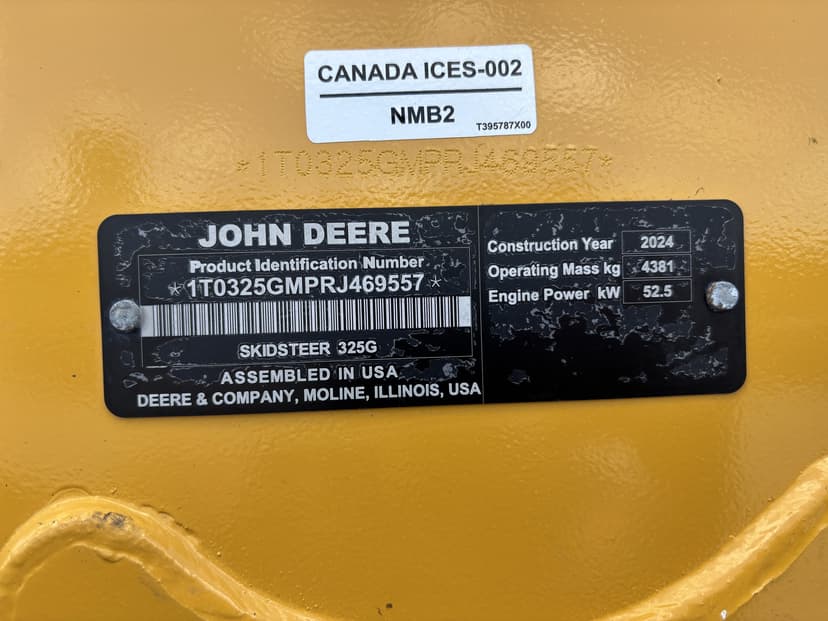 CANADA ICES-002
NMB2
T395787X00
*1T0325GMPRJ469557*
JOHN DEERE
Product Identification Number
*1T0325GMPRJ469557*
SKIDSTEER 325G
ASSEMBLED IN USA
DEERE & COMPANY, MOLINE, ILLINOIS, USA
Construction Year 2024
Operating Mass kg 4381
Engine Power kW 52.5